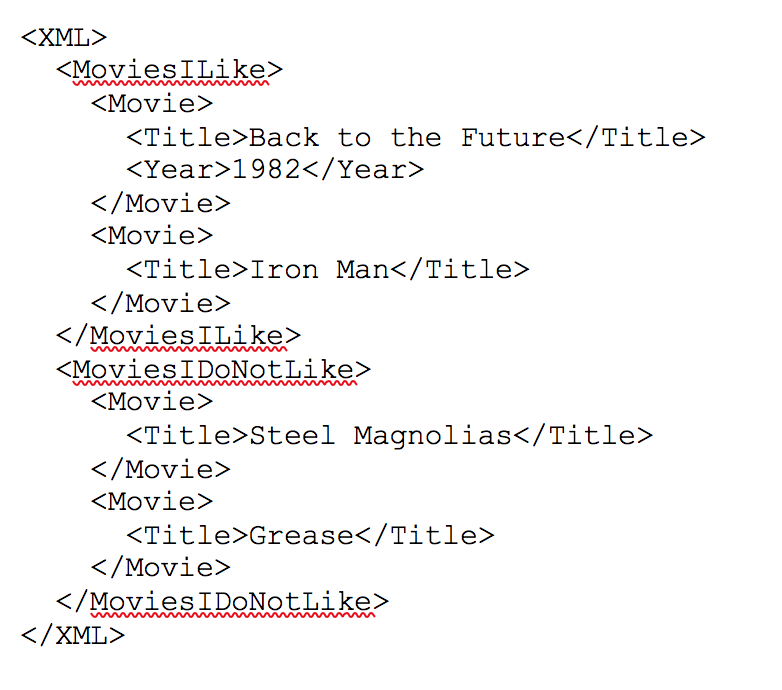 <XML>
<MoviesILike>
<Movie>
<Title>Back to the Future</Title>
<Year>1982</Year>
</Movie>
<Movie>
<Title>Iron Man</Title>
</Movie>
</MoviesILike>
<MoviesIDoNotLike>
<Movie>
<Title>Steel Magnolias</Title>
</Movie>
<Movie>
<Title>Grease</Title>
</Movie>
</MoviesIDoNotLike>
</XML>